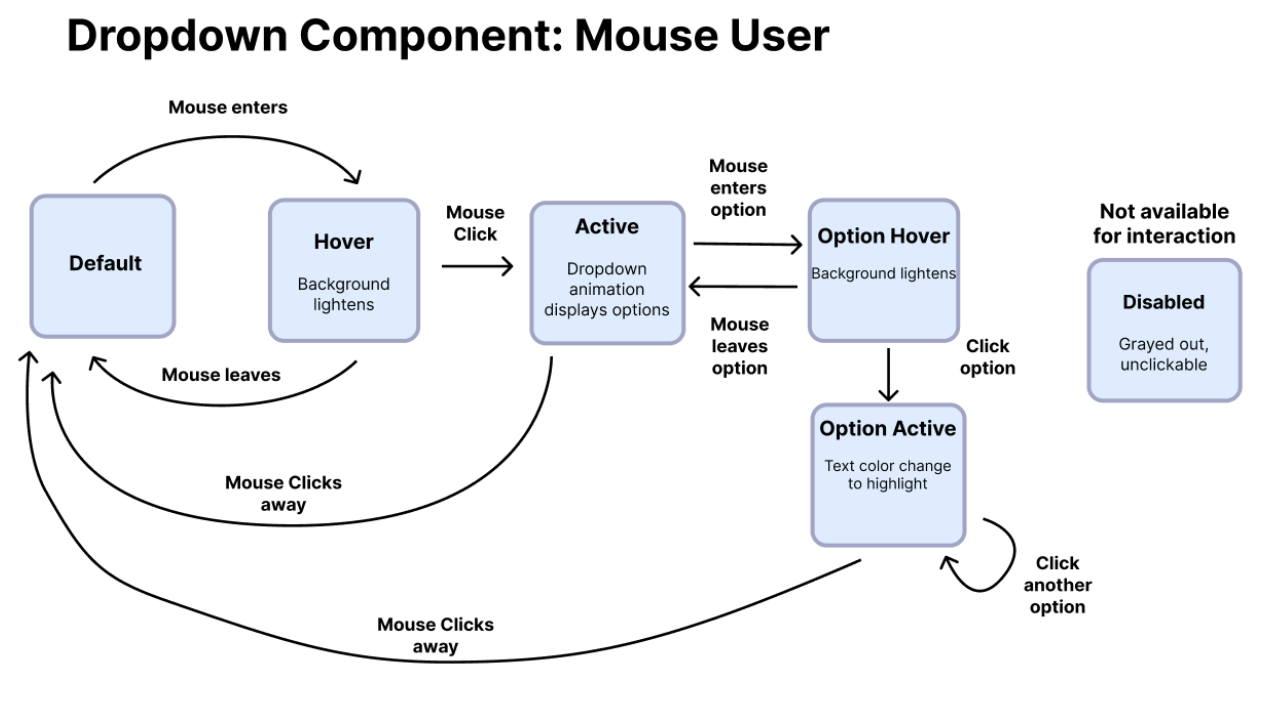 Dropdown Component: Mouse User
Mouse enters
Default
Hover
Background
lightens
Mouse leaves
Mouse
Click
Active
Dropdown
animation
displays options
Mouse
enters
option
Mouse
leaves
option
Option Hover
Background lightens
Click
option
Option Active
Text color change
to highlight
Click
another
option
Mouse Clicks
away
Mouse Clicks
away
Not available
for interaction
Disabled
Grayed out,
unclickable